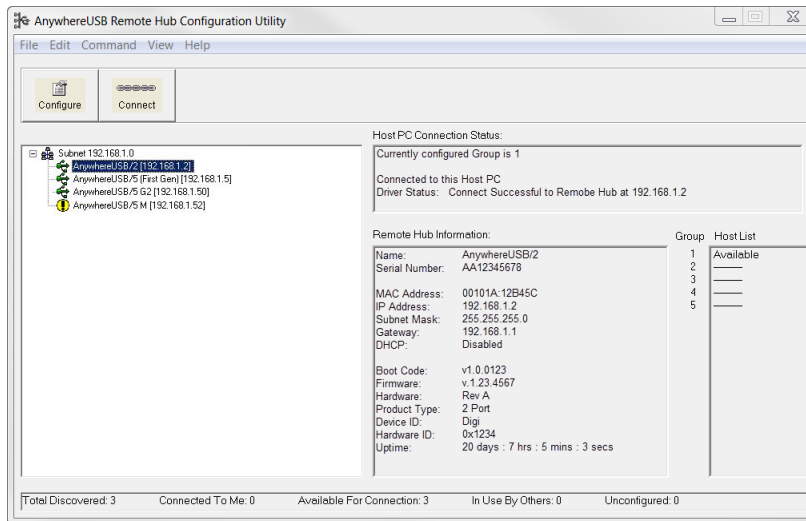 AnywhereUSB Remote Hub Configuration Utility
File Edit Command View Help
Configure Connect
Subnet 192.168.1.0
AnywhereUSB/2 [192.168.1.2]
AnywhereUSB/5 (First Gen) [192.168.1.5]
AnywhereUSB/5 G2 [192.168.1.50]
AnywhereUSB/5 M [192.168.1.52]
Host PC Connection Status:
Currently configured Group is 1
Connected to this Host PC
Driver Status: Connect Successful to Remobe Hub at 192.168.1.2
Remote Hub Information:
Name: AnywhereUSB/2
Serial Number: AA12345678
MAC Address: 00101A:12B45C
IP Address: 192.168.1.2
Subnet Mask: 255.255.255.0
Gateway: 192.168.1.1
DHCP: Disabled
Boot Code: v1.0.0123
Firmware: v.1.23.4567
Hardware: Rev A
Product Type: 2 Port
Device ID: Digi
Hardware ID: 0x1234
Uptime: 20 days : 7 hrs : 5 mins : 3 secs
Group Host List
1 Available
2 ——
3 ——
4 ——
5 ——
Total Discovered: 3 Connected To Me: 0 Available For Connection: 3 In Use By Others: 0 Unconfigured: 0